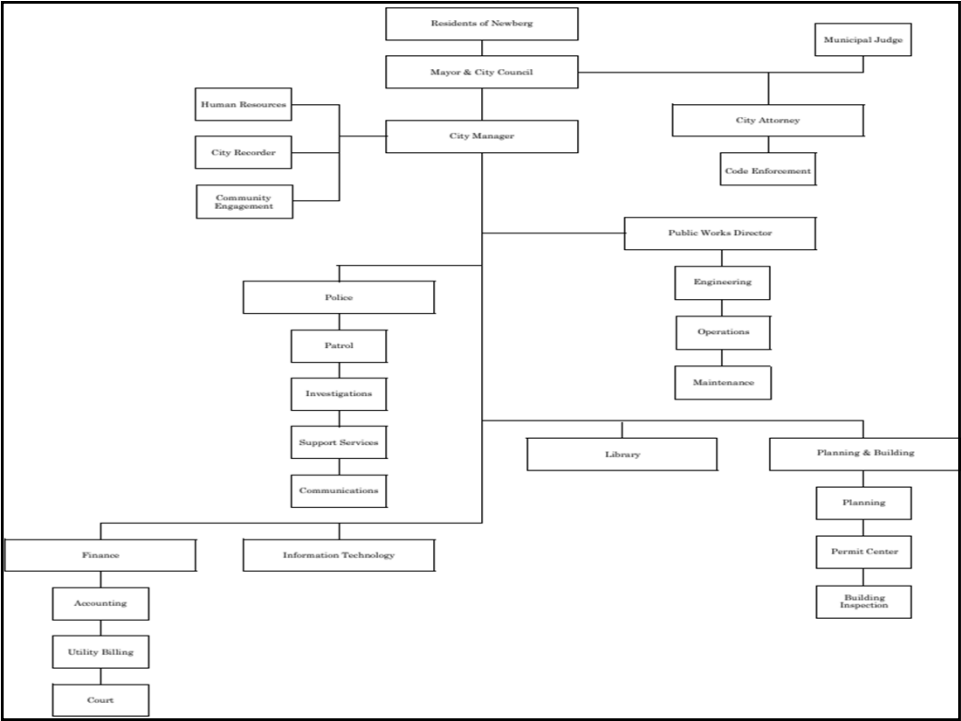 Residents of Newberg
Municipal Judge
Mayor & City Council
Human Resources
City Attorney
City Manager
City Recorder
Code Enforcement
Community
Engagement
Public Works Director
Engineering
Police
Operations
Patrol
Maintenance
Investigations
Support Services
Library
Planning & Building
Communications
Planning
Finance
Information Technology
Permit Center
Accounting
Building
Inspection
Utility Billing
Court